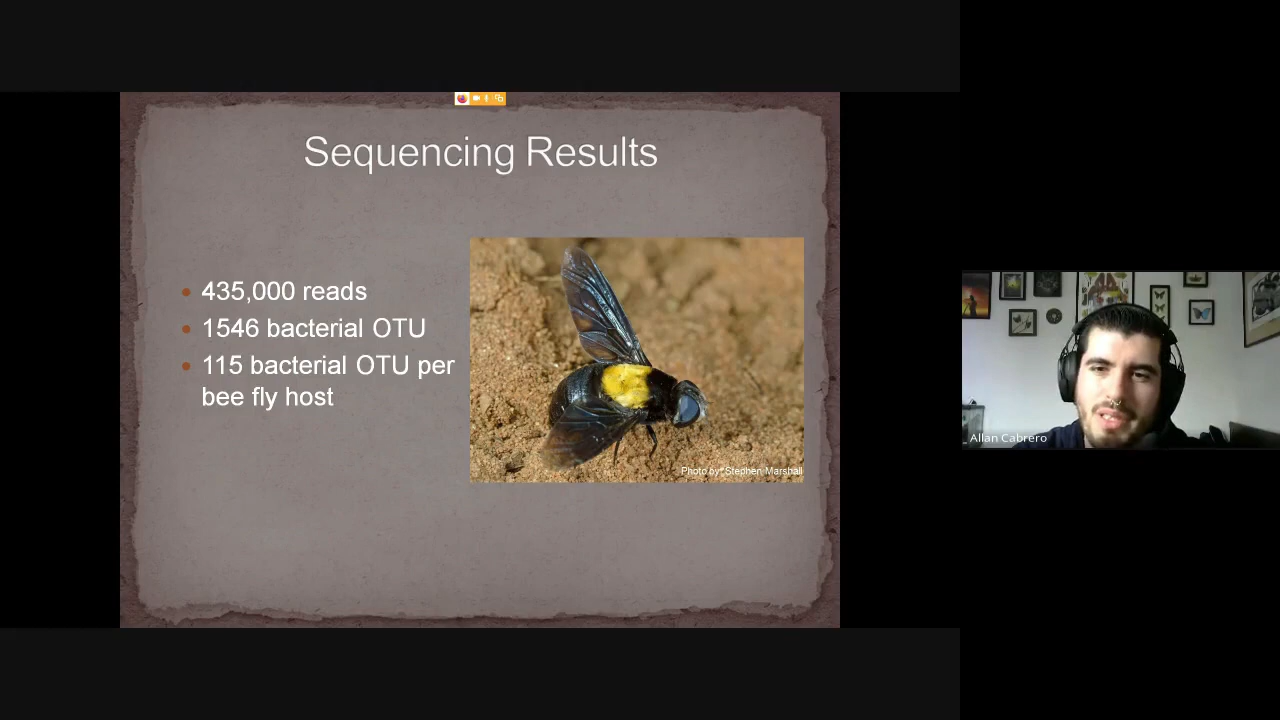 Sequencing Results
435,000 reads
1546 bacterial OTU
115 bacterial OTU per
bee fly host
Photo by: Stephen Marshall
Allan Cabrero